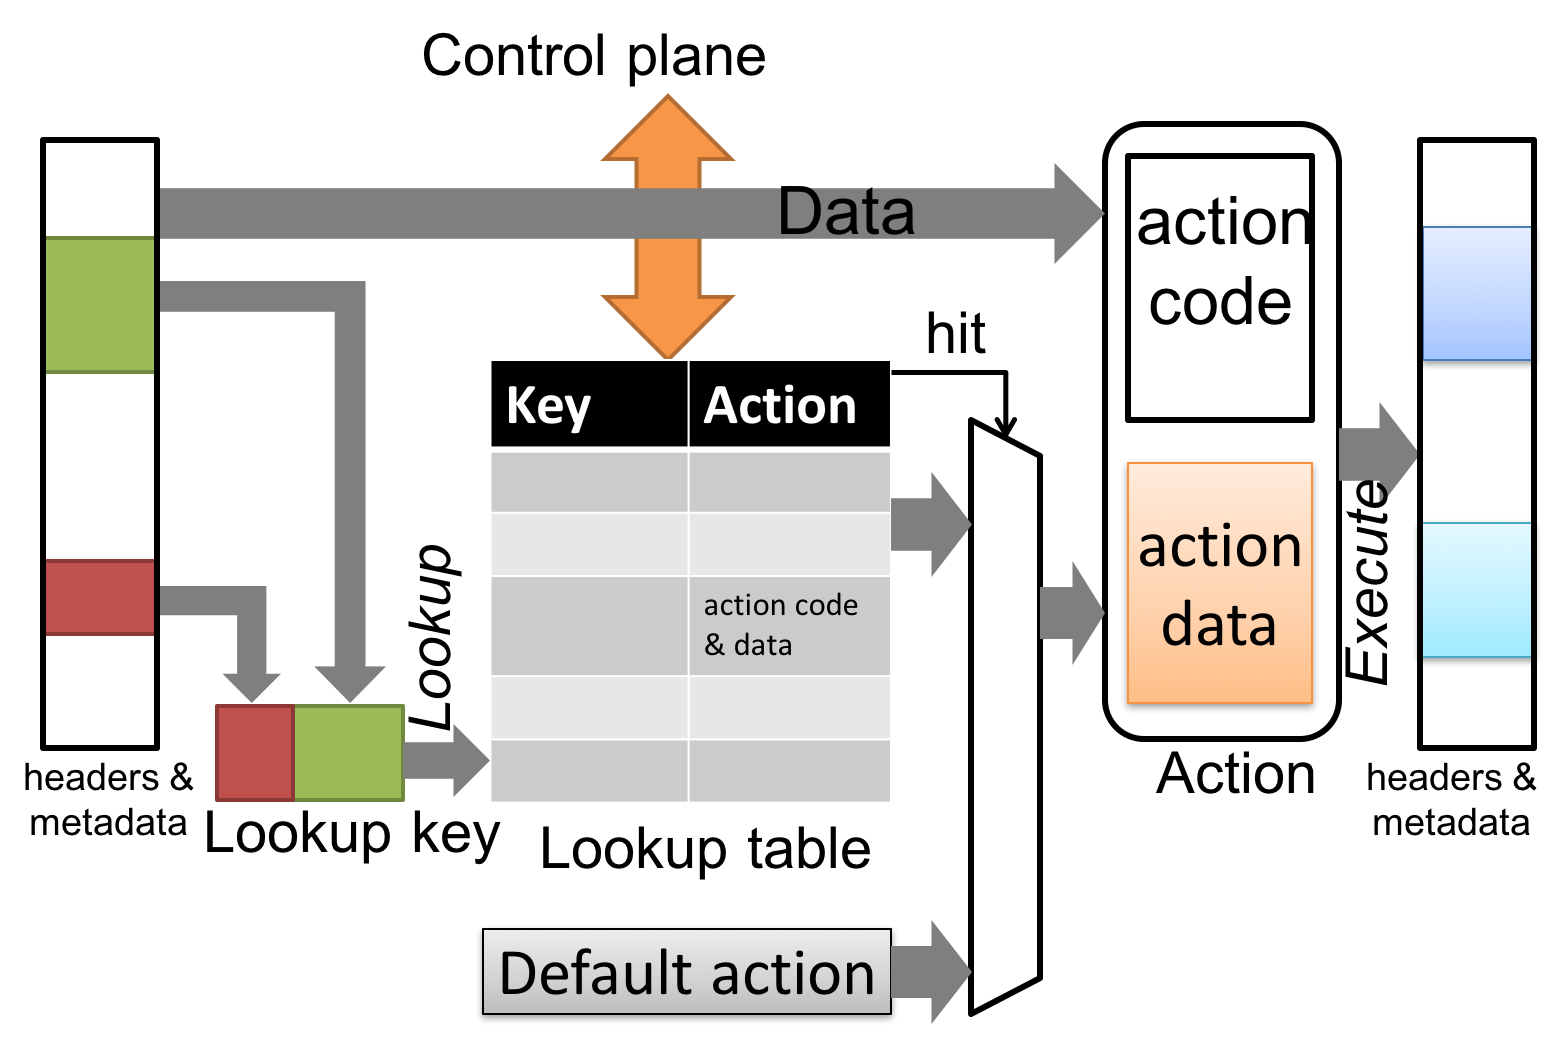 Control plane
Data
hit
Key
Action
action code
& data
Lookup
headers &
metadata
Lookup key
Lookup table
Default action
action
code
action
data
Action
Execute
headers &
metadata